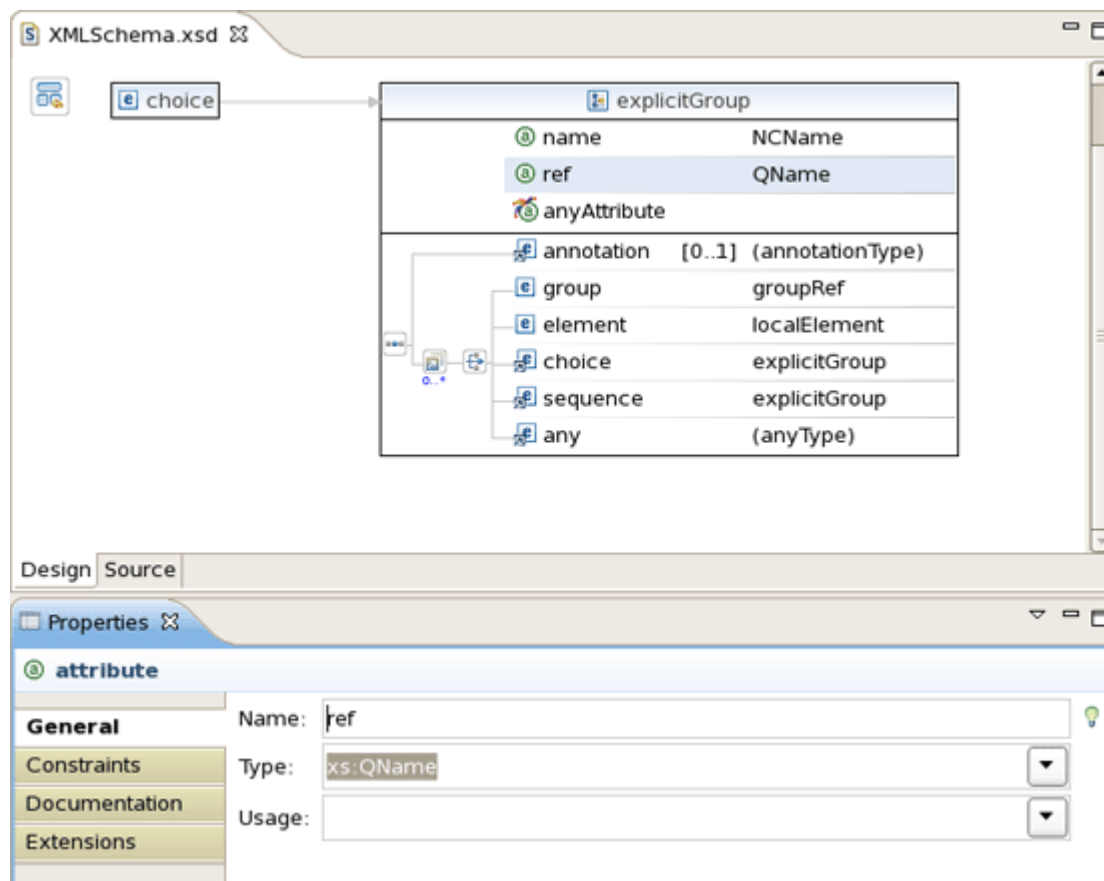 XMLSchema.xsd
choice
explicitGroup
name NCName
ref QName
anyAttribute
annotation [0..1] (annotationType)
group groupRef
element localElement
choice explicitGroup
0..*
sequence explicitGroup
any (anyType)
Design Source
Properties
attribute
General
Constraints
Documentation
Extensions
Name: ref
Type: xs:QName
Usage: